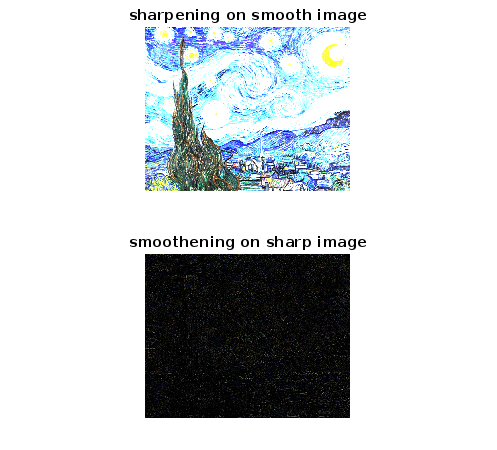 sharpening on smooth image
smoothening on sharp image